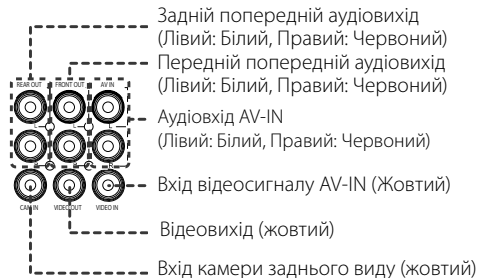 Задній попередній аудіовихід
(Лівий: Білий, Правий: Червоний)
Передній попередній аудіовихід
(Лівий: Білий, Правий: Червоний)
REAR OUT FRONT OUT AV IN
Аудіовхід AV-IN
(Лівий: Білий, Правий: Червоний)
L L L
R R R
Вхід відеосигналу AV-IN (Жовтий)
CAM IN VIDEO OUT VIDEO IN
Відеовихід (жовтий)
Вхід камери заднього виду (жовтий)